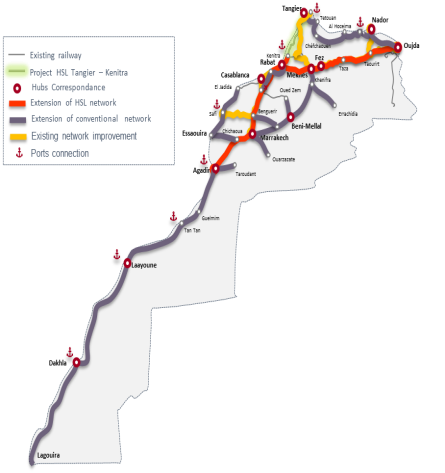 Existing railway
Project HSL Tangier – Kenitra
Hubs Correspondance
Extension of HSL network
Extension of conventional network
Existing network improvement
Ports connection
Tangier
Tetouan
Al Hoceima
Nador
Chefchaouen
Oujda
Kenitra
Rabat
Fez
Taza
Taourirt
Meknes
Casablanca
Khenifra
El Jadida
Oued Zem
Safi
Benguerir
Errachidia
Beni-Mellal
Essaouira
Chichaoua
Marrakech
Ouarzazate
Agadir
Taroudant
Guelmim
Tan Tan
Laayoune
Dakhla
Lagouira